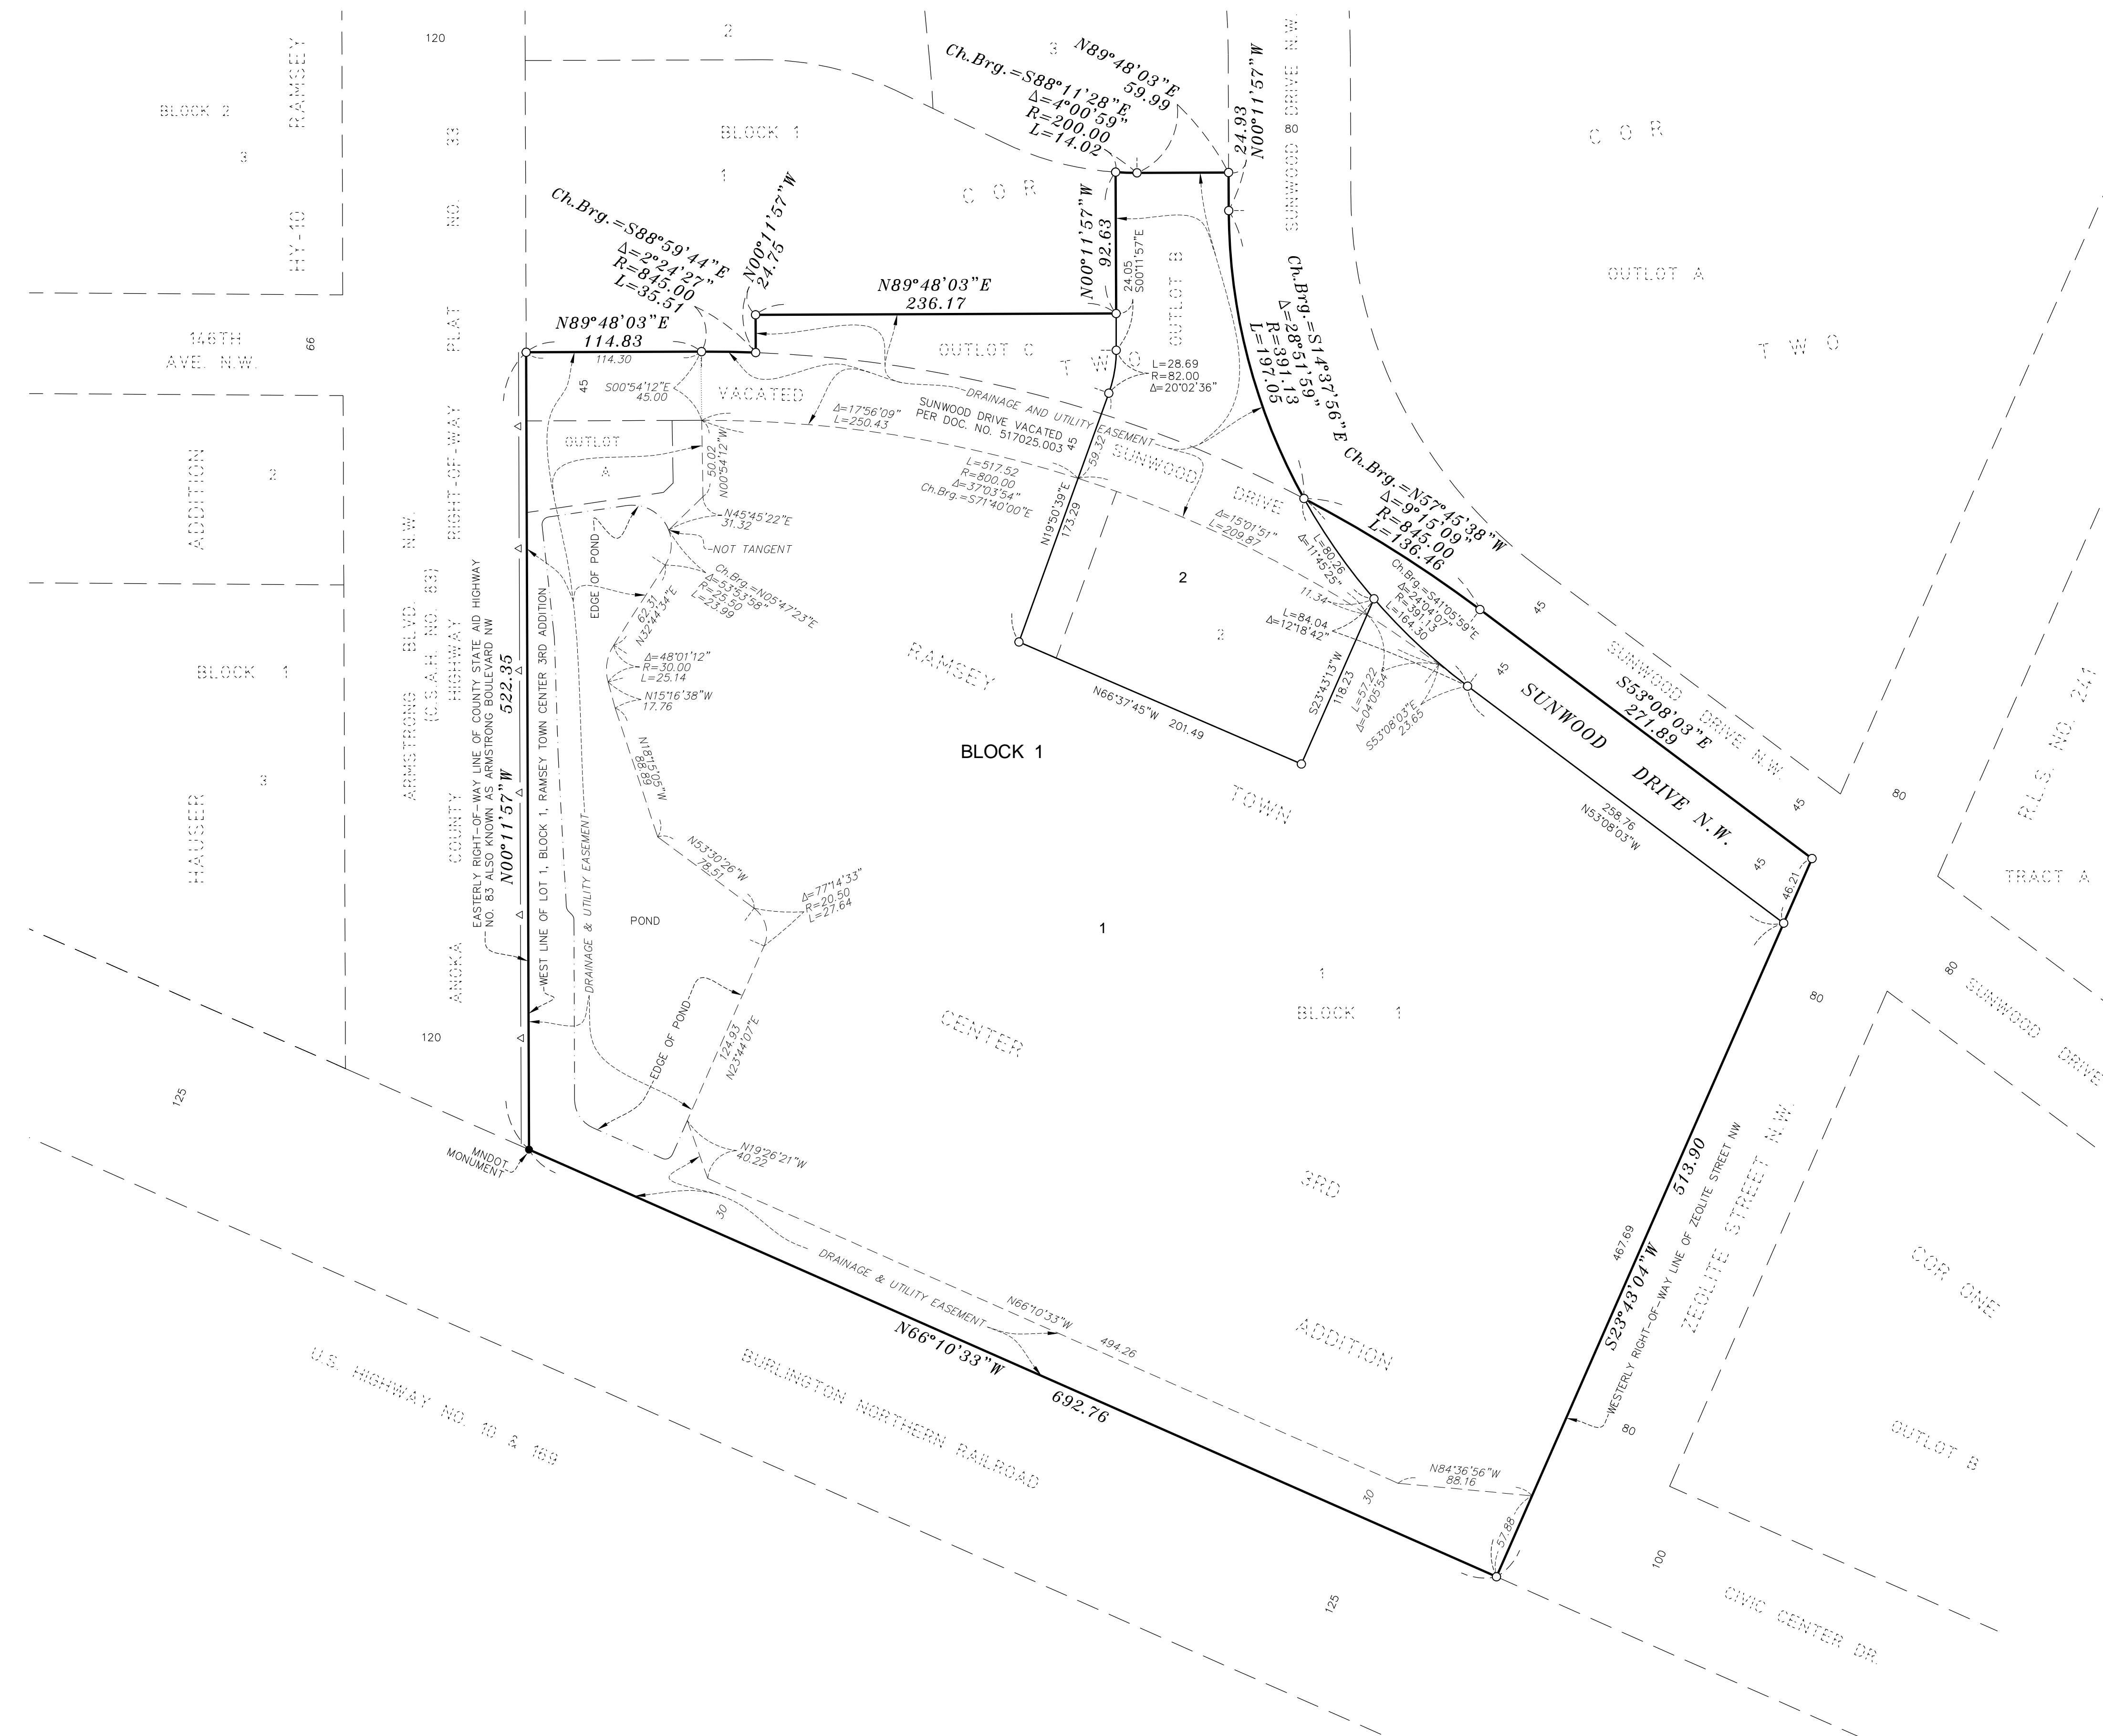 120
2
3
N89°48'03"E
59.99
Ch.Brg.=S88°11'28"E
Δ=4°00'59"
R=200.00
L=14.02
24.93
N00°11'57"W
SUNWOOD DRIVE N.W.
80
RAMSEY
HY-10
BLOCK 2
3
PLAT NO. 33
BLOCK 1
1
C O R
C O R
OUTLOT A
T W O
Ch.Brg.=S88°59'44"E
Δ=2°24'27"
R=845.00
L=35.51
N00°11'57"W
24.75
N89°48'03"E
236.17
N00°11'57"W
92.63
24.05
S00°11'57"E
OUTLOT B
146TH
AVE. N.W.
66
N89°48'03"E
114.83
114.30
45
S00°54'12"E
45.00
VACATED
OUTLOT C
T W O
L=28.69
R=82.00
Δ=20°02'36"
Ch.Brg.=S14°37'56"E
Δ=28°51'59"
R=391.13
L=197.05
DRAINAGE AND UTILITY EASEMENT
SUNWOOD DRIVE VACATED
PER DOC. NO. 517025.003
45
Δ=17°56'09"
L=250.43
59.32
SUNWOOD
DRIVE
OUTLOT
A
50.02
N00°54'12"W
L=517.52
R=800.00
Δ=37°03'54"
Ch.Brg.=S71°40'00"E
N19°50'39"E
173.29
Δ=15°01'51"
L=209.87
Ch.Brg.=N57°45'38"W
Δ=9°15'09"
R=845.00
L=136.46
N45°45'22"E
31.32
NOT TANGENT
EDGE OF POND
Ch.Brg.=N05°47'23"E
Δ=53°53'58"
R=25.50
L=23.99
62.31
N32°44'34"E
L=80.26
Δ=11°45'25"
Ch.Brg=S41°05'59"E
Δ=24°04'07"
R=391.13
L=164.30
11.34
L=84.04
Δ=12°18'42"
L=57.22
Δ=04°05'54"
S53°08'03"E
23.65
2
2
ADDITION
2
RIGHT-OF-WAY
ARMSTRONG BLVD. N.W.
(C.S.A.H. NO. 83)
ANOKA COUNTY HIGHWAY
EASTERLY RIGHT-OF-WAY LINE OF COUNTY STATE AID HIGHWAY
NO. 83 ALSO KNOWN AS ARMSTRONG BOULEVARD NW
N00°11'57"W 522.35
WEST LINE OF LOT 1, BLOCK 1, RAMSEY TOWN CENTER 3RD ADDITION
DRAINAGE & UTILITY EASEMENT
Δ=48°01'12"
R=30.00
L=25.14
N15°16'38"W
17.76
N18°15'05"W
88.89
N53°30'26"W
78.51
Δ=77°14'33"
R=20.50
L=27.64
POND
EDGE OF POND
124.93
N23°44'07"E
RAMSEY
BLOCK 1
N66°37'45"W 201.49
S23°43'13"W
118.23
TOWN
45
45
SUNWOOD
DRIVE N.W.
S53°08'03"E
271.89
SUNWOOD DRIVE N.W.
45
45
258.76
N53°08'03"W
46.21
80
R.L.S. NO. 241
TRACT A
80
80
SUNWOOD DRIVE
BLOCK 1
3
HAUSER
1
1
BLOCK 1
CENTER
120
125
MNDOT
MONUMENT
N19°26'21"W
40.22
30
3RD
ADDITION
513.90
467.69
S23°43'04"W
WESTERLY RIGHT-OF-WAY LINE OF ZEOLITE STREET NW
ZEOLITE STREET N.W.
COR ONE
DRAINAGE & UTILITY EASEMENT
N66°10'33"W
494.26
N66°10'33"W
692.76
U.S. HIGHWAY NO. 10 & 169
BURLINGTON NORTHERN RAILROAD
80
OUTLOT B
N84°36'56"W
88.16
30
57.88
100
125
CIVIC CENTER DR.